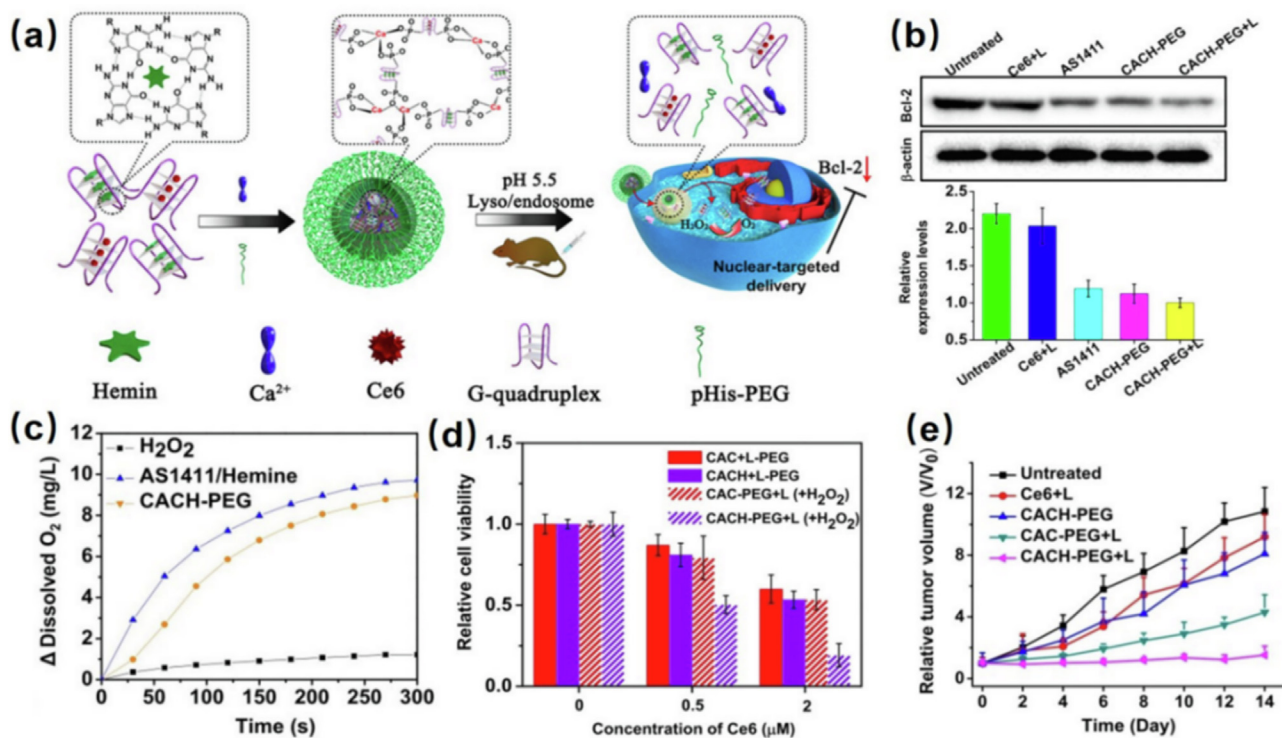 (a)
R
R
R
R
pH 5.5
Lyso/endosome
Bcl-2
H₂O₂
O₂
Nuclear-targeted
delivery
Hemin
Ca²⁺
Ce6
G-quadruplex
pHis-PEG
(b)
Untreated
Ce6+L
AS1411
CACH-PEG
CACH-PEG+L
Bcl-2
β-actin
Relative
expression levels
2.5
2.0
1.5
1.0
0.5
Untreated
Ce6+L
AS1411
CACH-PEG
CACH-PEG+L
(c)
Δ Dissolved O₂ (mg/L)
12
10
8
6
4
2
0
H₂O₂
AS1411/Hemine
CACH-PEG
0 50 100 150 200 250 300
Time (s)
(d)
Relative cell viability
1.5
1.0
0.5
0.0
CAC+L-PEG
CACH+L-PEG
CAC-PEG+L (+H₂O₂)
CACH-PEG+L (+H₂O₂)
0 0.5 2
Concentration of Ce6 (μM)
(e)
Relative tumor volume (V/V₀)
12
8
4
0
Untreated
Ce6+L
CACH-PEG
CAC-PEG+L
CACH-PEG+L
0 2 4 6 8 10 12 14
Time (Day)